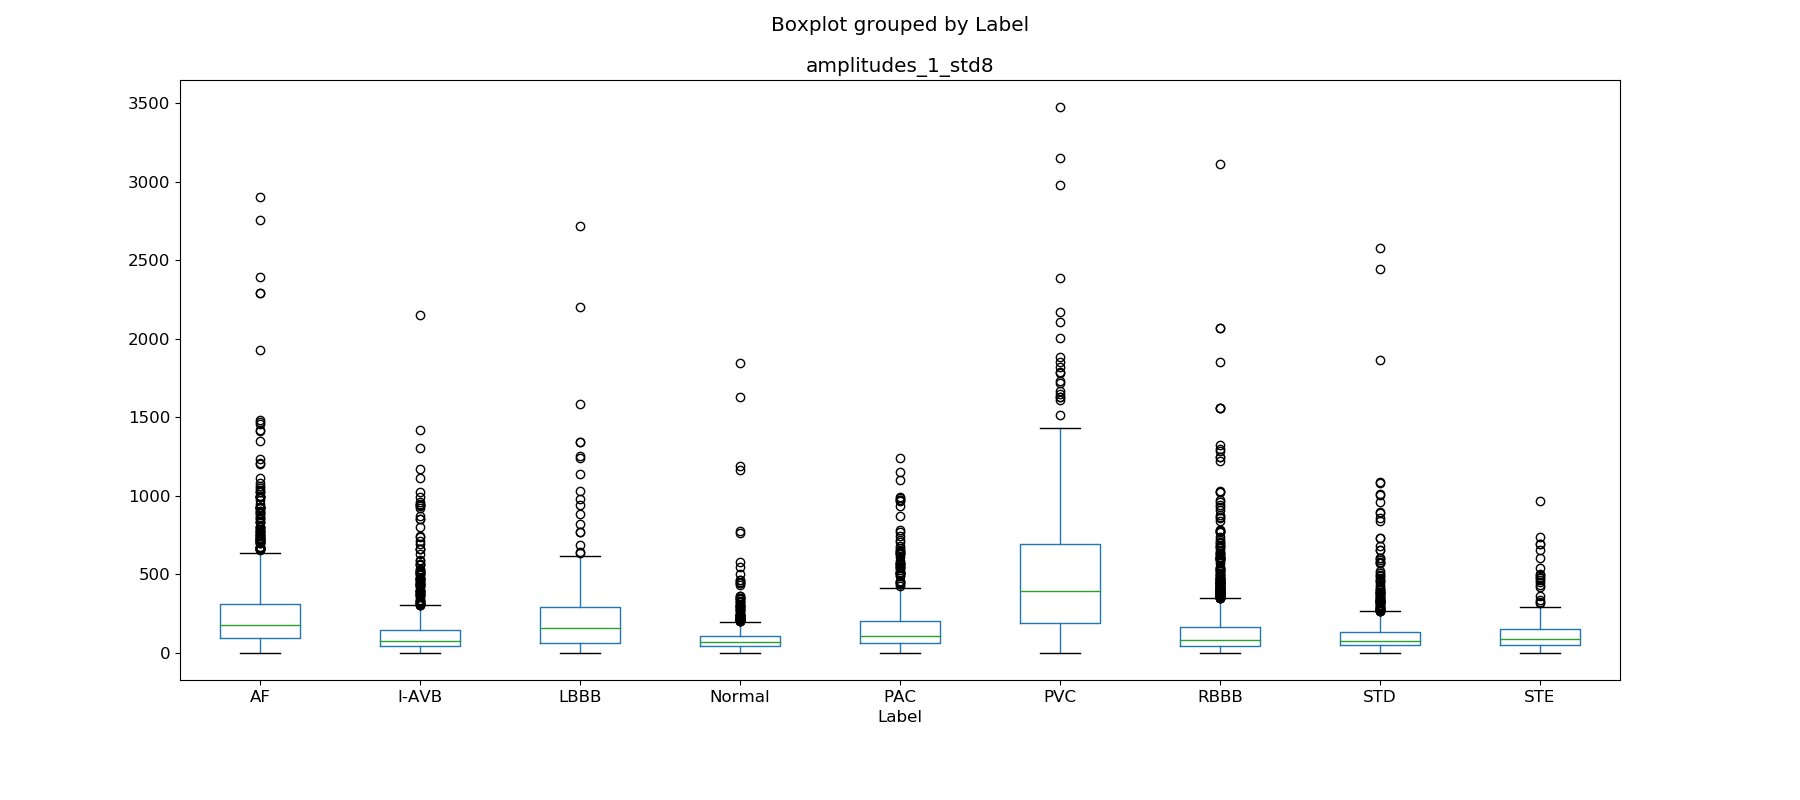 Boxplot grouped by Label
amplitudes_1_std8
3500
3000
2500
2000
1500
1000
500
0
AF I-AVB LBBB Normal PAC PVC RBBB STD STE
Label